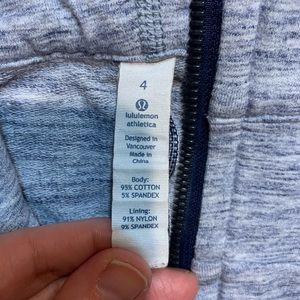 4
lululemon
athletica
Designed in
Vancouver
Made in
China
Body:
95% COTTON
5% SPANDEX
Lining:
91% NYLON
9% SPANDEX